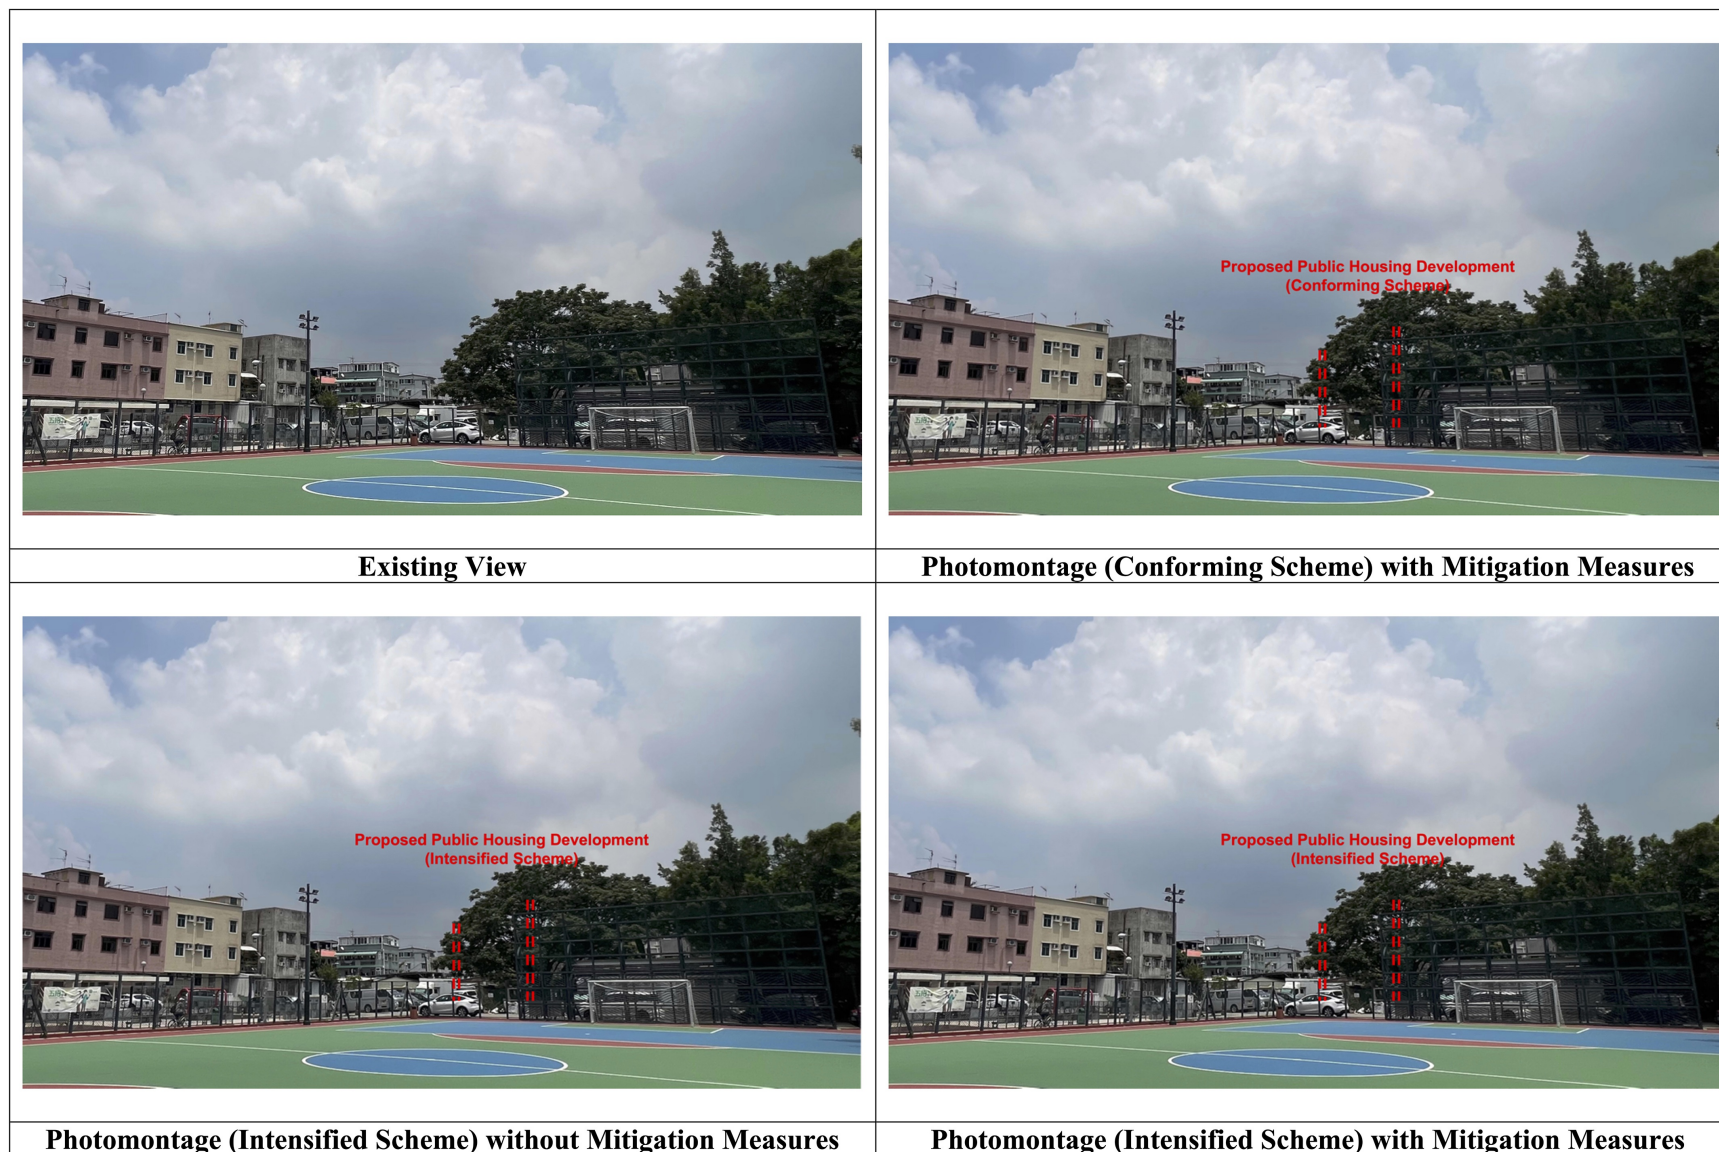 Proposed Public Housing Development
(Conforming Scheme)
Existing View
Photomontage (Conforming Scheme) with Mitigation Measures
Proposed Public Housing Development
(Intensified Scheme)
Proposed Public Housing Development
(Intensified Scheme)
Photomontage (Intensified Scheme) without Mitigation Measures
Photomontage (Intensified Scheme) with Mitigation Measures